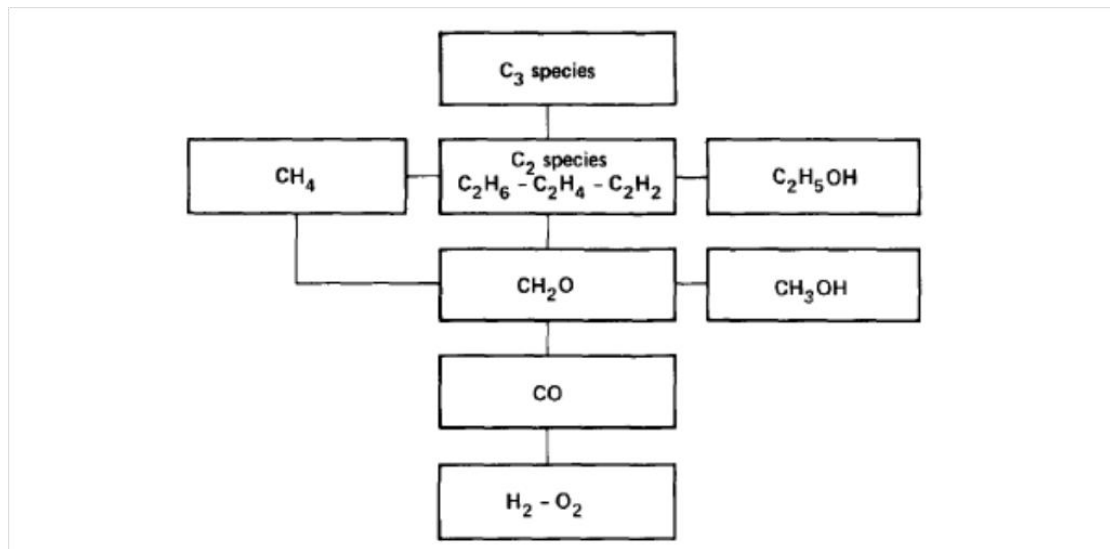 C₃ species
CH₄
C₂ species
C₂H₆ - C₂H₄ - C₂H₂
C₂H₅OH
CH₂O
CH₃OH
CO
H₂ - O₂